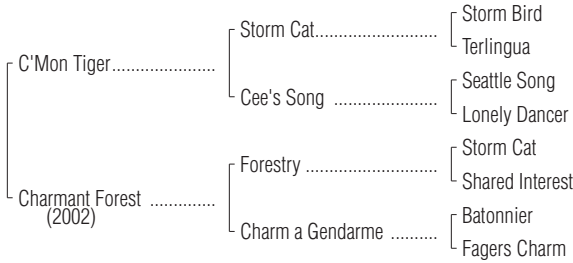 Storm Bird
Storm Cat.......................
Terlingua
C'Mon Tiger...................
Seattle Song
Cee's Song ...................
Lonely Dancer
Storm Cat
Forestry ........................
Shared Interest
Charmant Forest ............
(2002)
Batonnier
Charm a Gendarme .........
Fagers Charm